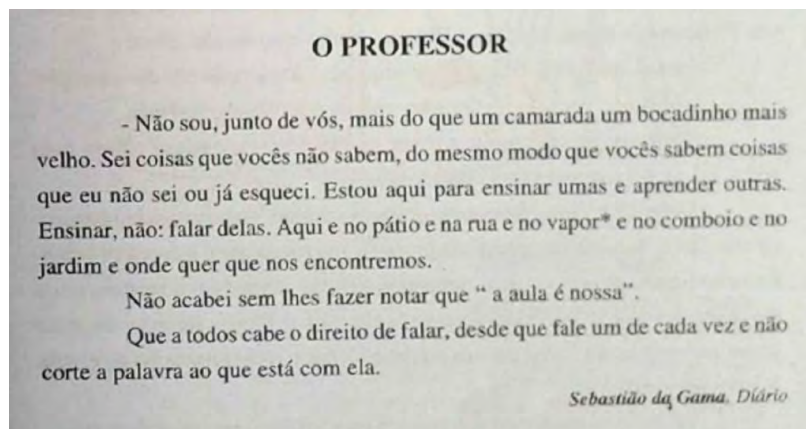 O PROFESSOR
- Não sou, junto de vós, mais do que um camarada um bocadinho mais
velho. Sei coisas que vocês não sabem, do mesmo modo que vocês sabem coisas
que eu não sei ou já esqueci. Estou aqui para ensinar umas e aprender outras.
Ensinar, não: falar delas. Aqui e no pátio e na rua e no vapor* e no comboio e no
jardim e onde quer que nos encontremos.
Não acabei sem lhes fazer notar que “ a aula é nossa”.
Que a todos cabe o direito de falar, desde que fale um de cada vez e não
corte a palavra ao que está com ela.
Sebastião da Gama, Diário